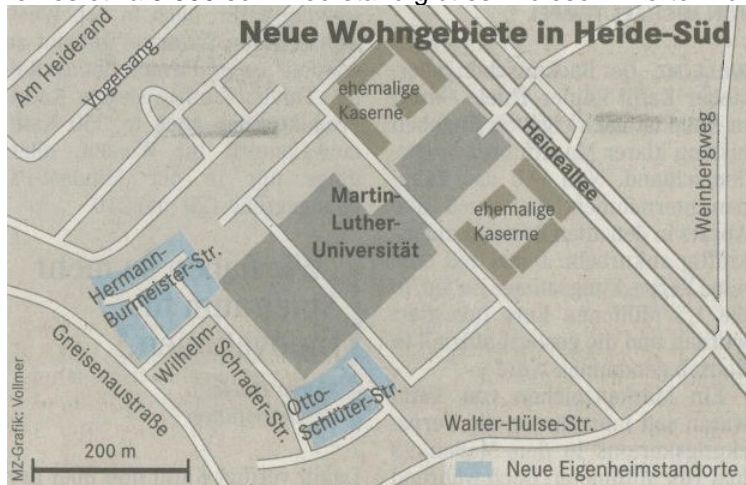 Neue Wohngebiete in Heide-Süd
Am Heiderand
Vogelsang
ehemalige
Kaserne
Heideallee
Weinbergweg
Martin-
Luther-
Universität
ehemalige
Kaserne
Hermann-
Burmeister-Str.
Gneisenaustraße
Wilhelm-
Schrader-Str.
Otto-
Schlüter-Str.
Walter-Hülse-Str.
MZ-Grafik: Vollmer
200 m
Neue Eigenheimstandorte